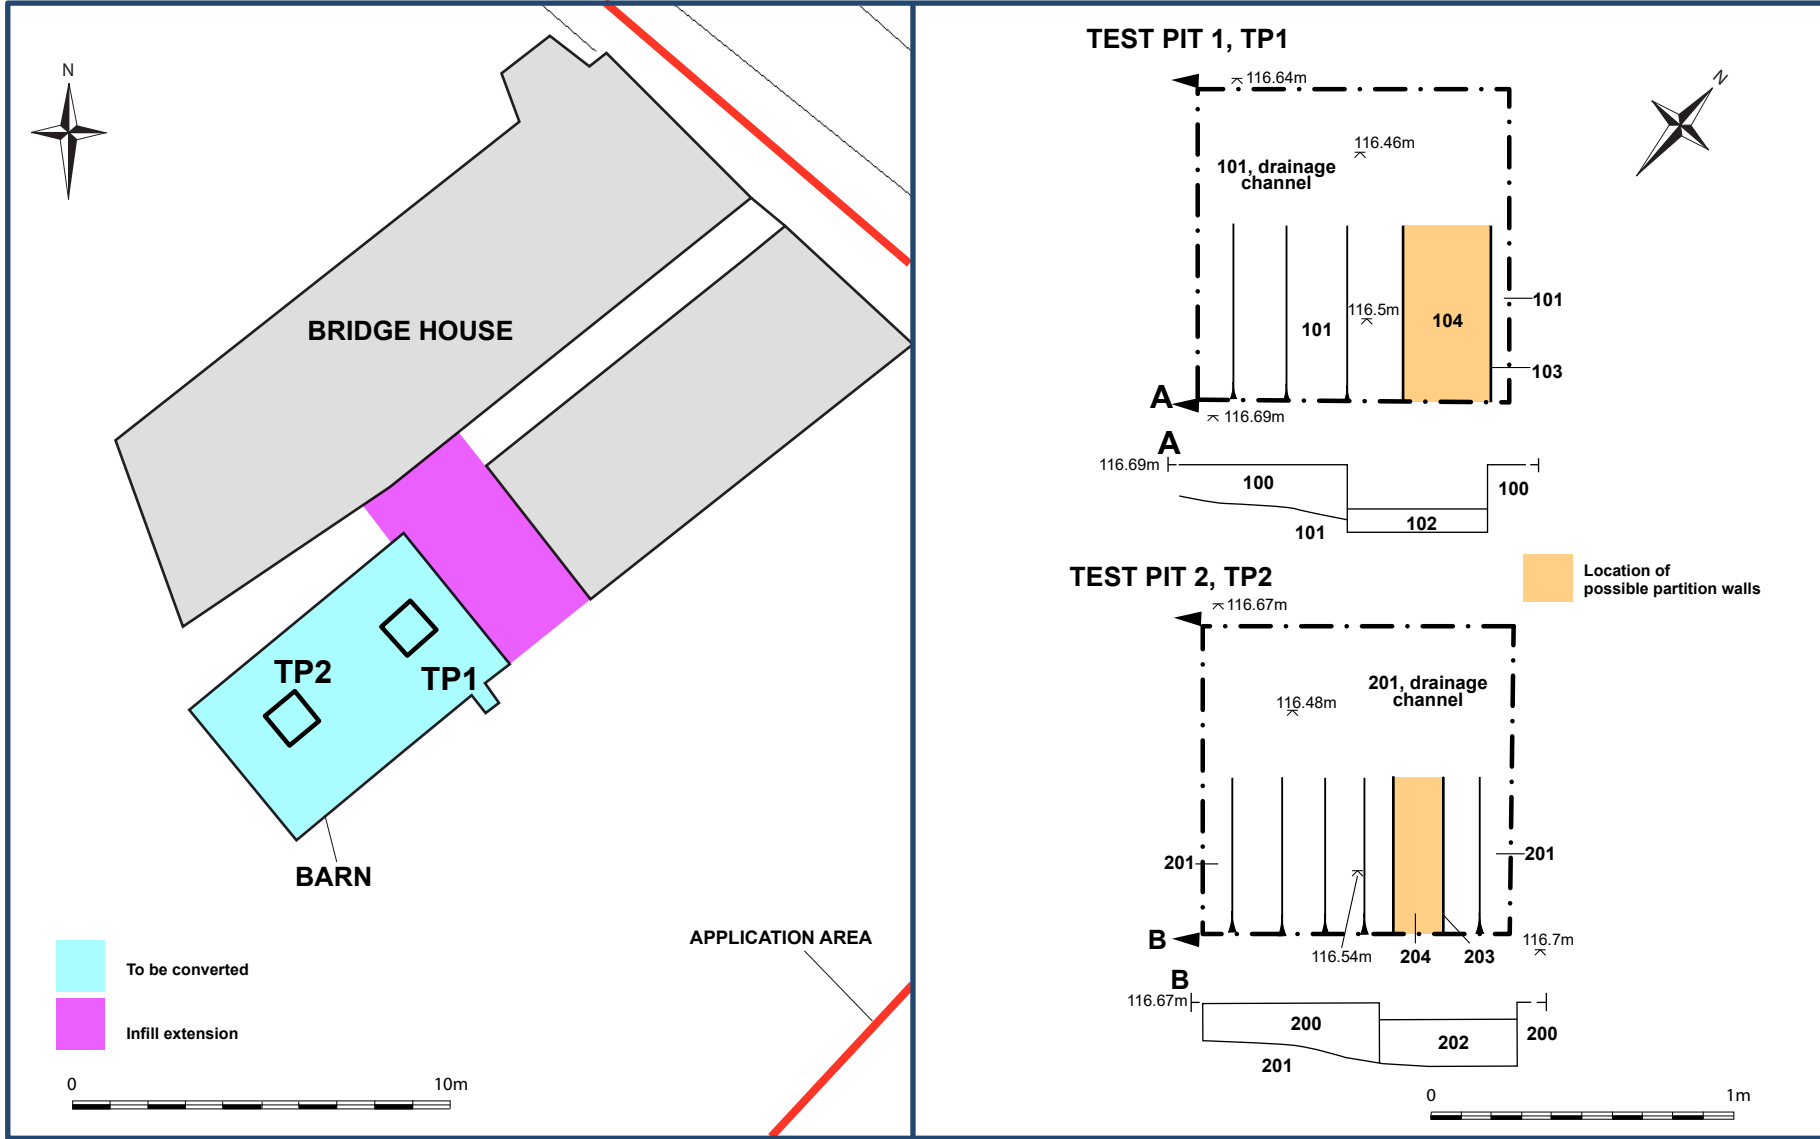 N
BRIDGE HOUSE
TP2
TP1
BARN
APPLICATION AREA
To be converted
Infill extension
0
10m
TEST PIT 1, TP1
116.64m
N
116.46m
101, drainage
channel
116.5m
101
104
101
103
A
116.69m
A
116.69m
100
100
102
101
TEST PIT 2, TP2
Location of
possible partition walls
116.67m
201, drainage
channel
116.48m
201
201
B
116.54m
204
203
116.7m
B
116.67m
200
202
200
201
0
1m